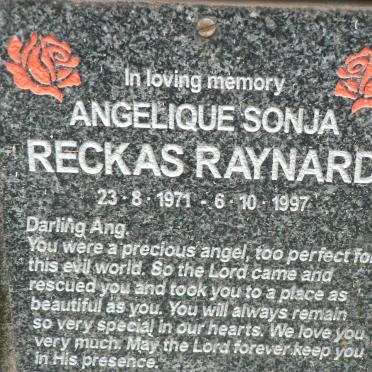 In loving memory
ANGELIQUE SONJA
RECKAS RAYNARD
23 · 8 · 1971 - 6 · 10 · 1997
Darling Ang.
You were a precious angel, too perfect for
this evil world. So the Lord came and
rescued you and took you to a place as
beautiful as you. You will always remain
so very special in our hearts. We love you
very much. May the Lord forever keep you
in His presence.